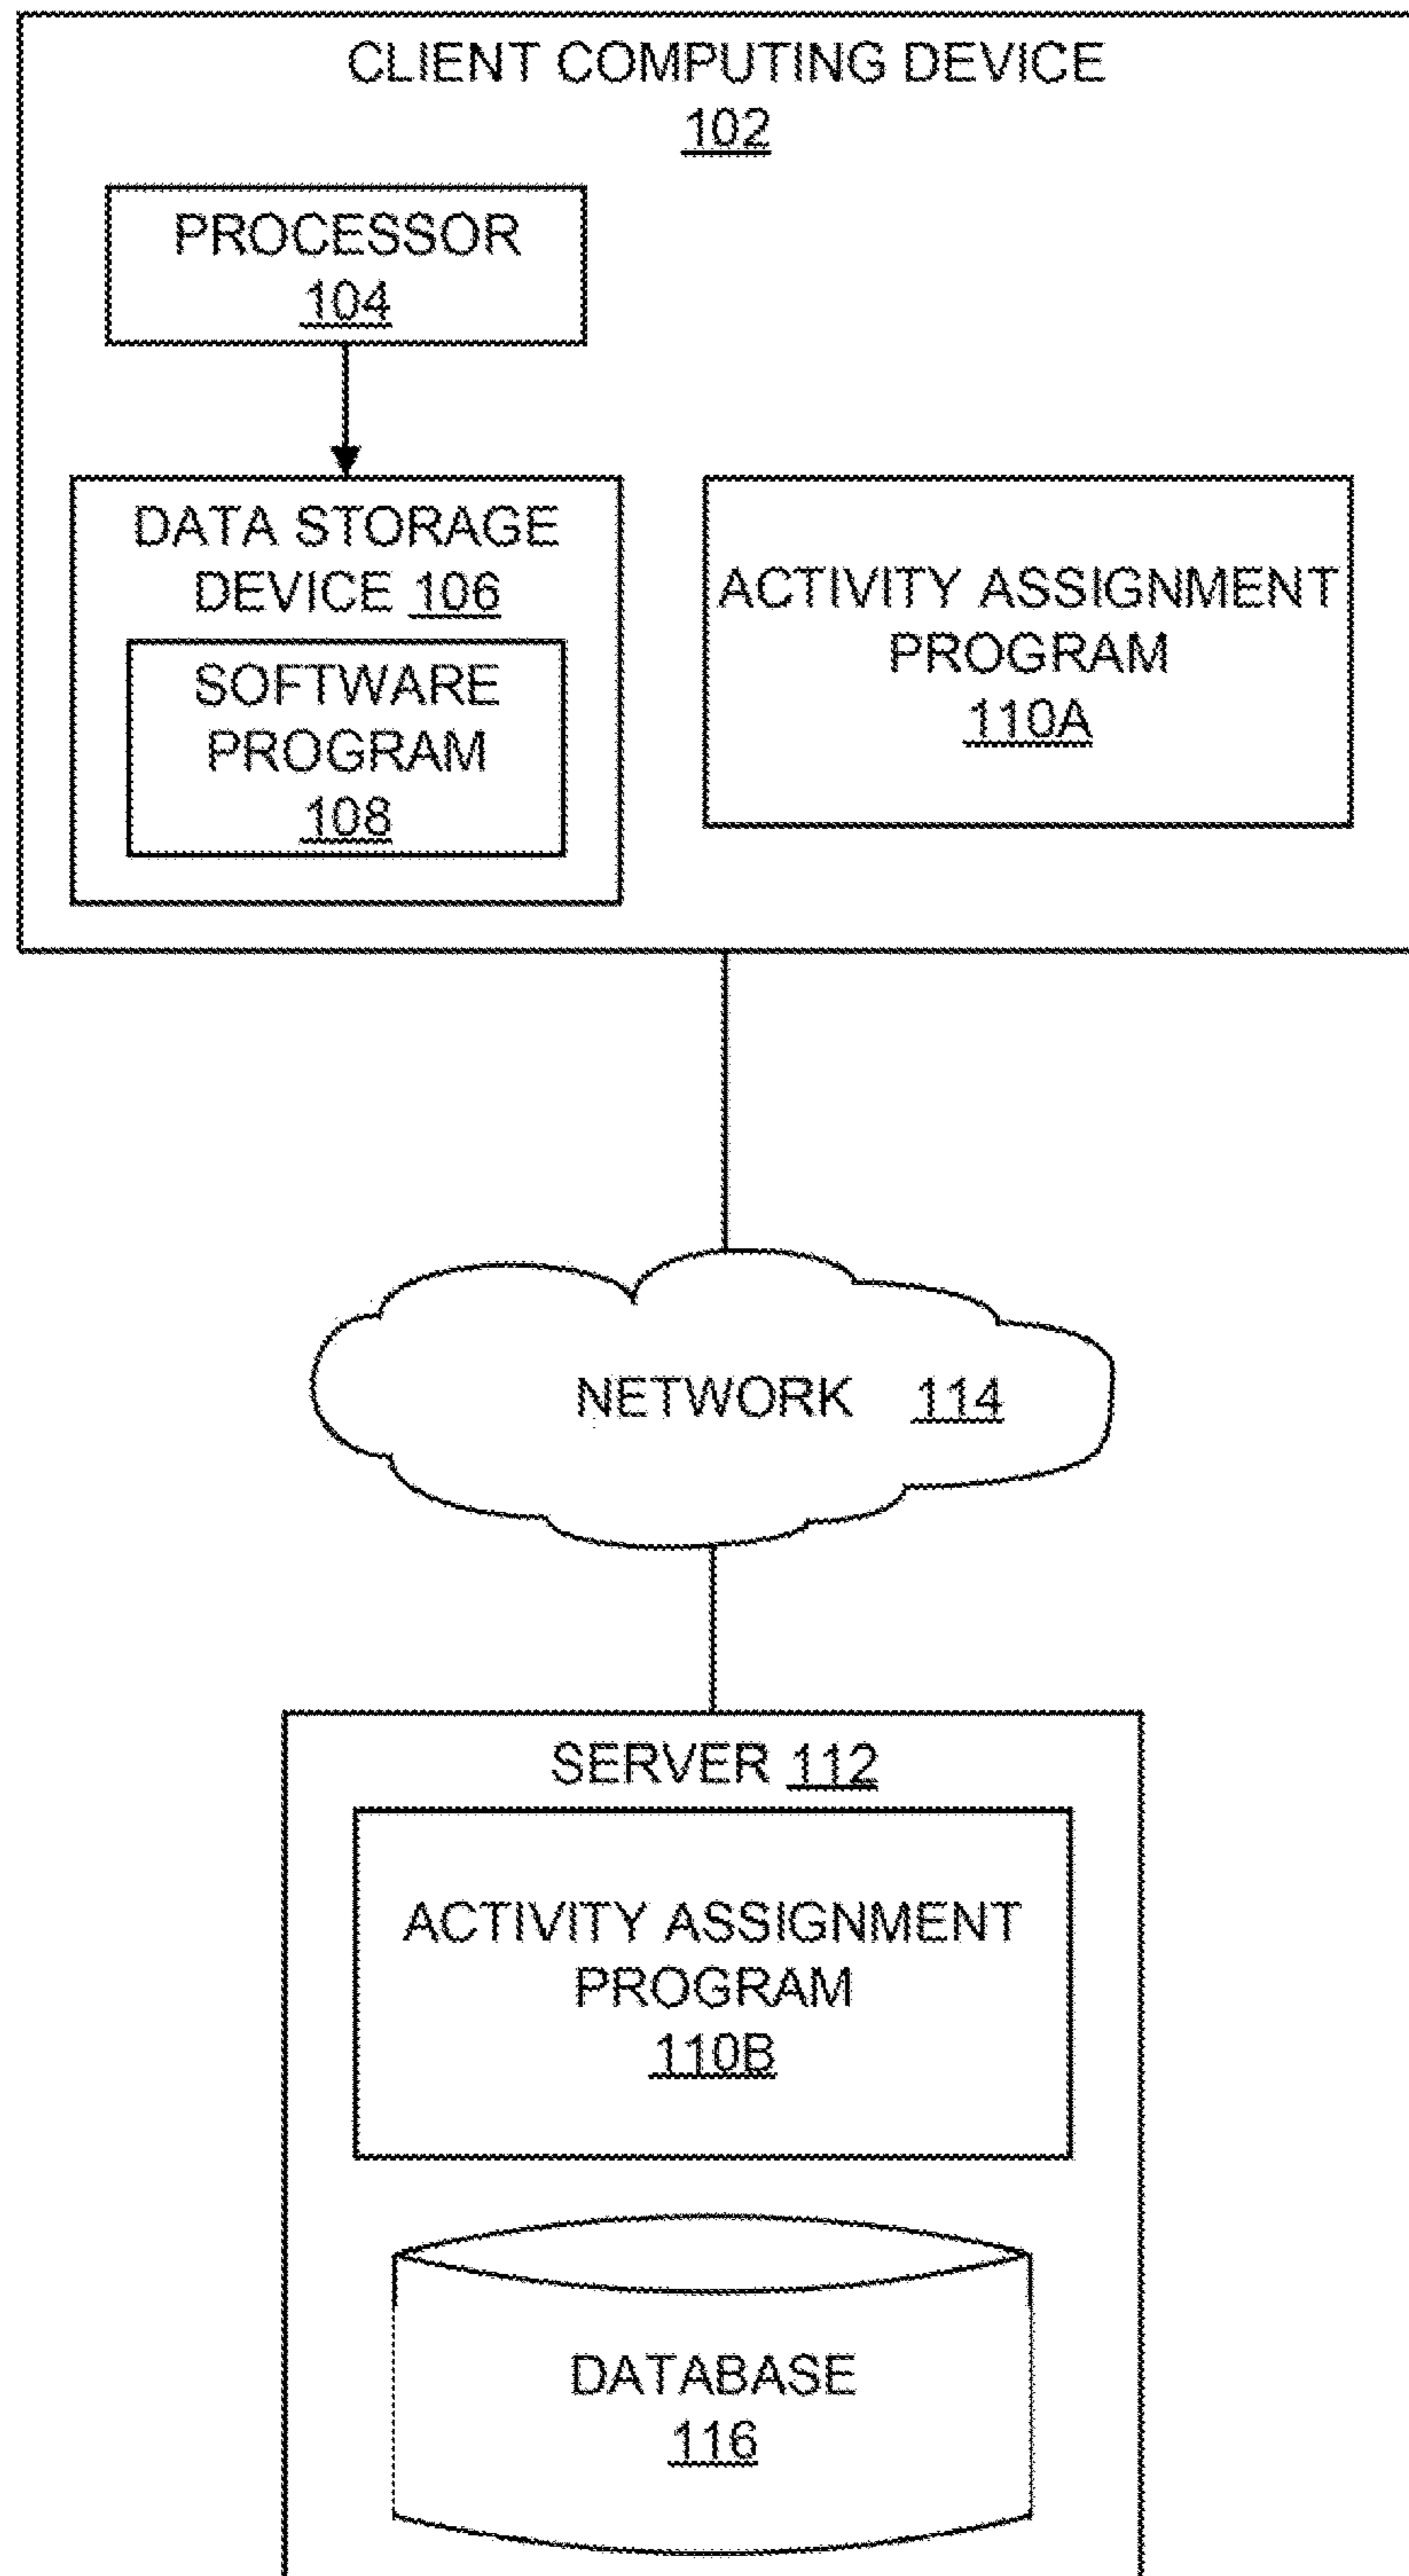 CLIENT COMPUTING DEVICE
102
PROCESSOR
104
DATA STORAGE
DEVICE 106
SOFTWARE
PROGRAM
108
ACTIVITY ASSIGNMENT
PROGRAM
110A
NETWORK 114
SERVER 112
ACTIVITY ASSIGNMENT
PROGRAM
110B
DATABASE
116